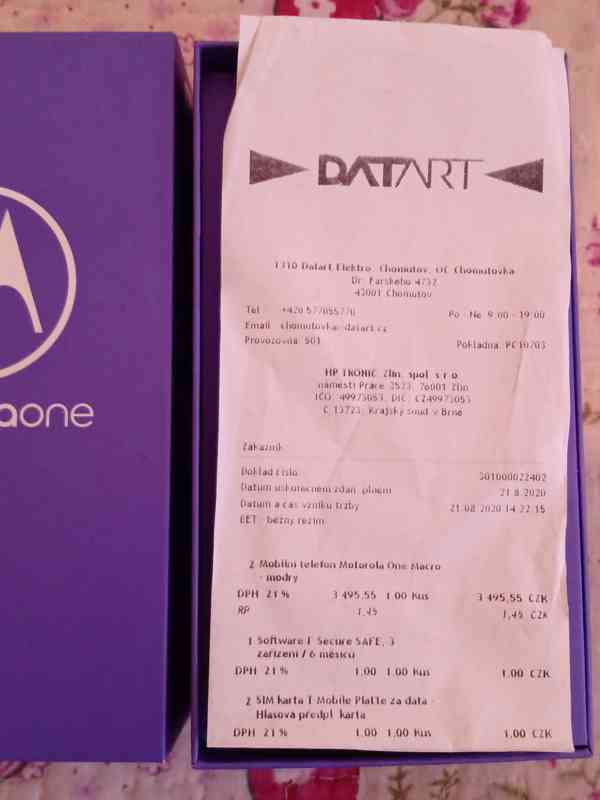 aone
DATART
1310 Datart Elektro, Chomutov, OC Chomutovka
Dr. Farského 4732
43001 Chomutov
Tel +420 577055770
Po - Ne 9:00 - 19:00
Email chomutovka@datart.cz
Provozovna 501
Pokladna PC10703
HP TRONIC Zlín, spol. s r.o.
náměstí Práce 2523, 76001 Zlín
IČO: 49973053, DIČ: CZ49973053
C 13723, Krajský soud v Brně
Zákazník
Doklad číslo 301000022402
Datum uskutečnění zdan. plnění 21.8.2020
Datum a čas vzniku tržby 21.08.2020 14:22:15
EET - běžný režim
2 Mobilní telefon Motorola One Macro
- modrý
DPH 21% 3 495,55 1.00 Kus 3 495,55 CZK
RP 1,45 1,45 CZK
1 Software F Secure SAFE, 3
zařízení / 6 měsíců
DPH 21% 1.00 1.00 Kus 1.00 CZK
2 SIM karta T Mobile Plaťte za data -
Hlasová předpl. karta
DPH 21% 1.00 1.00 Kus 1.00 CZK